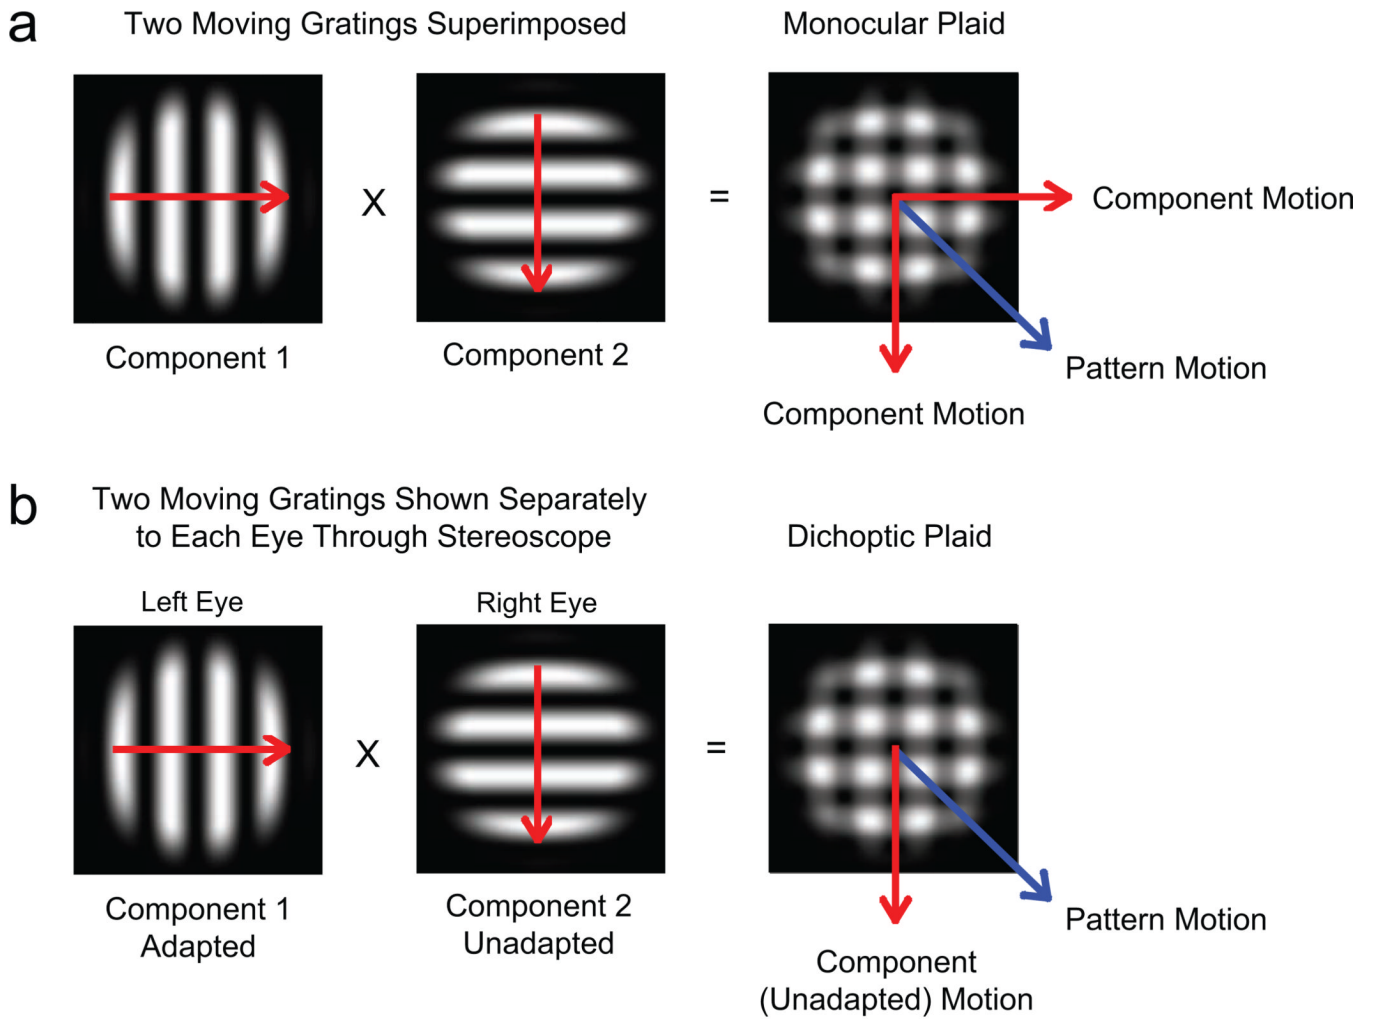 a
Two Moving Gratings Superimposed
Monocular Plaid
X
=
Component Motion
Component 1
Component 2
Pattern Motion
Component Motion
b
Two Moving Gratings Shown Separately
to Each Eye Through Stereoscope
Dichoptic Plaid
Left Eye
Right Eye
X
=
Component 1
Adapted
Component 2
Unadapted
Pattern Motion
Component
(Unadapted) Motion